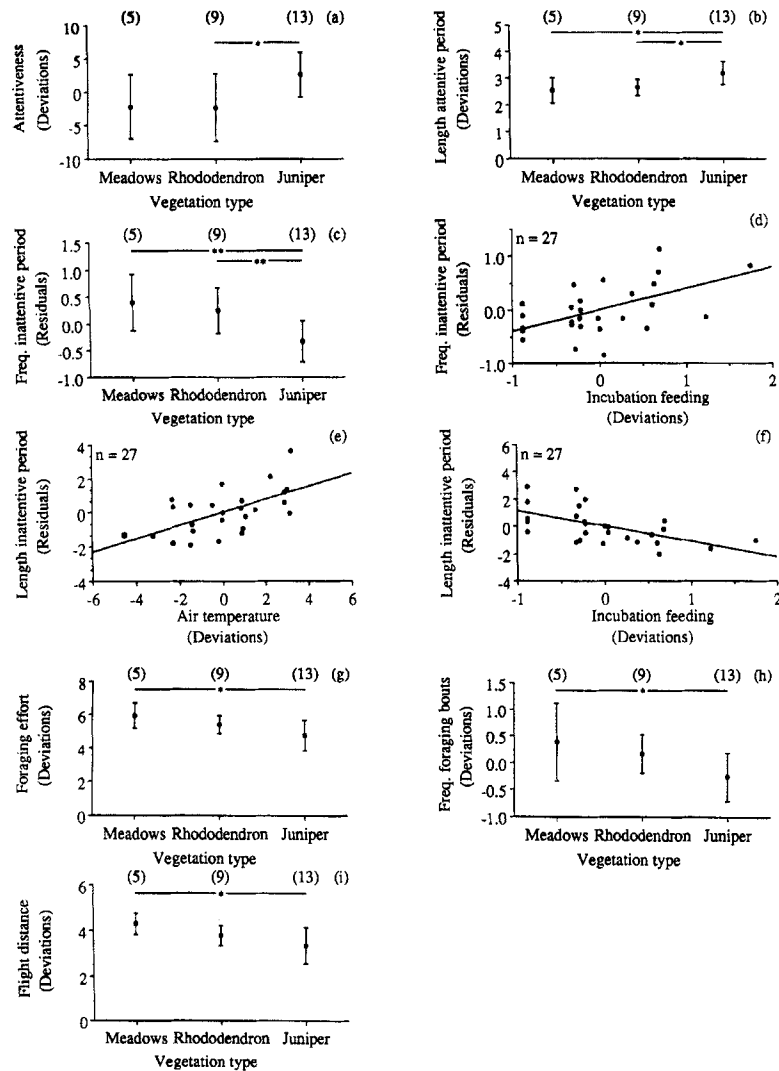 (5) (9) (13) (a)
*
Attentiveness
(Deviations)
10
5
0
-5
-10
Meadows Rhododendron Juniper
Vegetation type
(5) (9) (13) (b)
*
*
Length attentive period
(Deviations)
5
4
3
2
1
0
Meadows Rhododendron Juniper
Vegetation type
(5) (9) (13) (c)
**
**
Freq. inattentive period
(Residuals)
1.5
1.0
0.5
0.0
-0.5
-1.0
Meadows Rhododendron Juniper
Vegetation type
(d)
n = 27
Freq. inattentive period
(Residuals)
1.0
0.0
-1.0
-1 0 1 2
Incubation feeding
(Deviations)
(e)
n = 27
Length inattentive period
(Residuals)
4
2
0
-2
-4
-6 -4 -2 0 2 4 6
Air temperature
(Deviations)
(f)
n = 27
Length inattentive period
(Residuals)
6
4
2
0
-2
-4
-1 0 1 2
Incubation feeding
(Deviations)
(5) (9) (13) (g)
*
Foraging effort
(Deviations)
8
6
4
2
0
Meadows Rhododendron Juniper
Vegetation type
(5) (9) (13) (h)
*
Freq. foraging bouts
(Deviations)
1.5
1.0
0.5
0.0
-0.5
-1.0
Meadows Rhododendron Juniper
Vegetation type
(5) (9) (13) (i)
*
Flight distance
(Deviations)
6
4
2
0
Meadows Rhododendron Juniper
Vegetation type